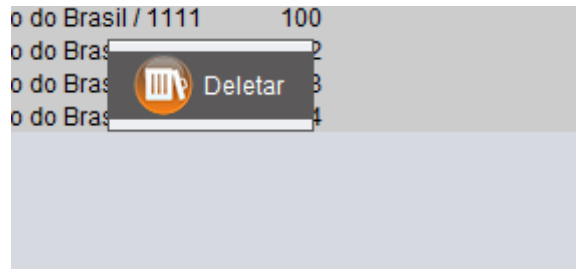 o do Brasil / 1111 100
o do Bras 2
o do Bras Deletar 3
o do Bras 4